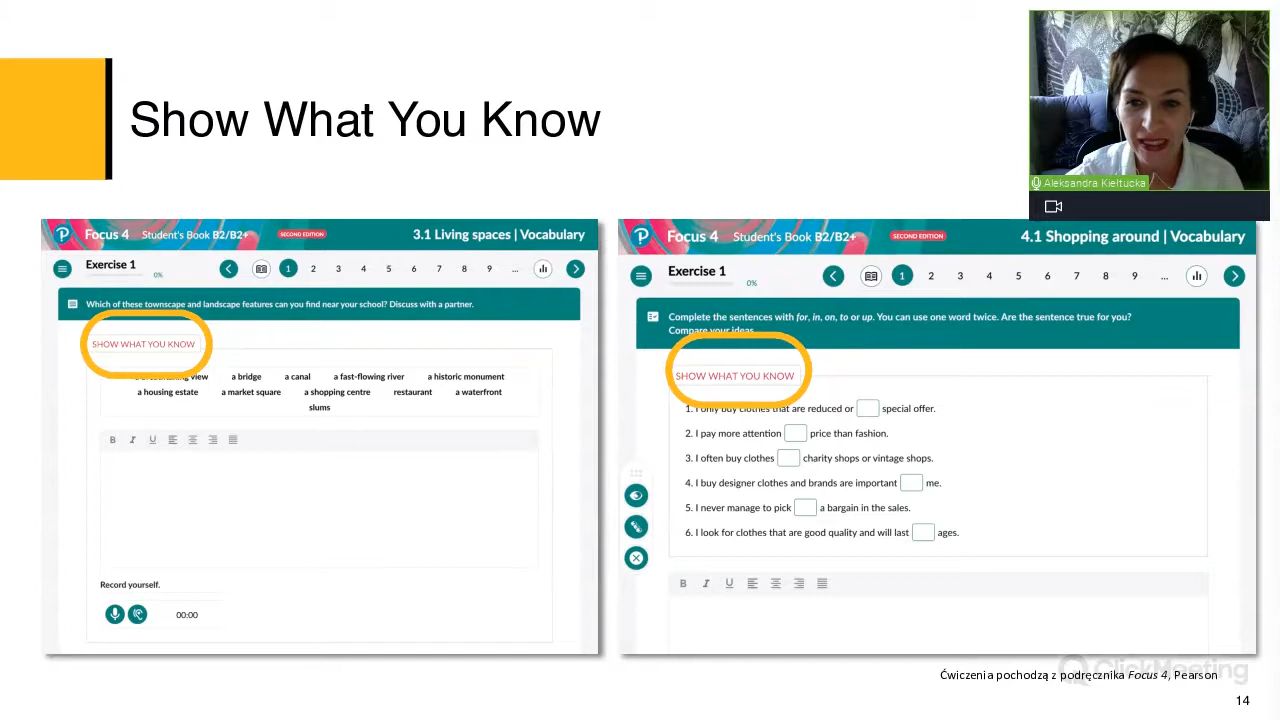 Show What You Know
Aleksandra Kiełtucka
Focus 4 Student's Book B2/B2+ SECOND EDITION 3.1 Living spaces | Vocabulary
Exercise 1
0%
1 2 3 4 5 6 7 8 9 ...
Which of these townscape and landscape features can you find near your school? Discuss with a partner.
SHOW WHAT YOU KNOW
view a bridge a canal a fast-flowing river a historic monument
a housing estate a market square a shopping centre restaurant a waterfront
slums
B I U
Record yourself.
00:00
Focus 4 Student's Book B2/B2+ SECOND EDITION 4.1 Shopping around | Vocabulary
Exercise 1
0%
1 2 3 4 5 6 7 8 9 ...
Complete the sentences with for, in, on, to or up. You can use one word twice. Are the sentence true for you?
Compare your ideas.
SHOW WHAT YOU KNOW
1. I only buy clothes that are reduced or special offer.
2. I pay more attention price than fashion.
3. I often buy clothes charity shops or vintage shops.
4. I buy designer clothes and brands are important me.
5. I never manage to pick a bargain in the sales.
6. I look for clothes that are good quality and will last ages.
B I U
ClickMeeting
Ćwiczenia pochodzą z podręcznika Focus 4, Pearson
14